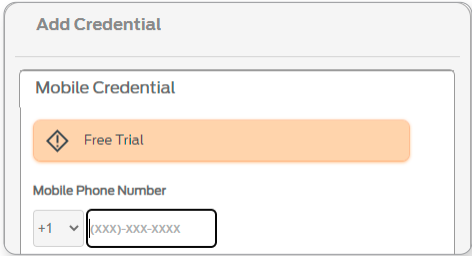 Add Credential
Mobile Credential
Free Trial
Mobile Phone Number
+1 (XXX)-XXX-XXXX